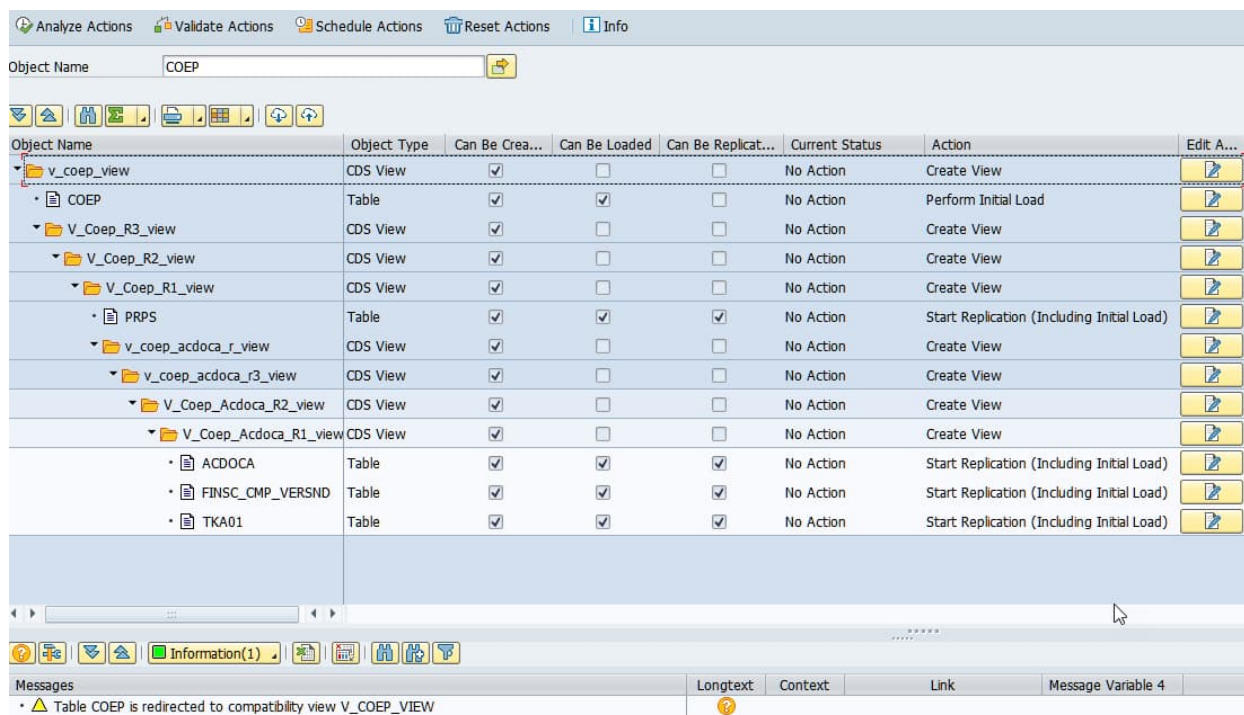 Analyze Actions Validate Actions Schedule Actions Reset Actions Info
Object Name COEP
Information(1)
Object Name Object Type Can Be Crea... Can Be Loaded Can Be Replicat... Current Status Action Edit A...
v_coep_view CDS View No Action Create View
COEP Table No Action Perform Initial Load
V_Coep_R3_view CDS View No Action Create View
V_Coep_R2_view CDS View No Action Create View
V_Coep_R1_view CDS View No Action Create View
PRPS Table No Action Start Replication (Including Initial Load)
v_coep_acdoca_r_view CDS View No Action Create View
v_coep_acdoca_r3_view CDS View No Action Create View
V_Coep_Acdoca_R2_view CDS View No Action Create View
V_Coep_Acdoca_R1_view CDS View No Action Create View
ACDOCA Table No Action Start Replication (Including Initial Load)
FINSC_CMP_VERSND Table No Action Start Replication (Including Initial Load)
TKA01 Table No Action Start Replication (Including Initial Load)
Messages Longtext Context Link Message Variable 4
Table COEP is redirected to compatibility view V_COEP_VIEW